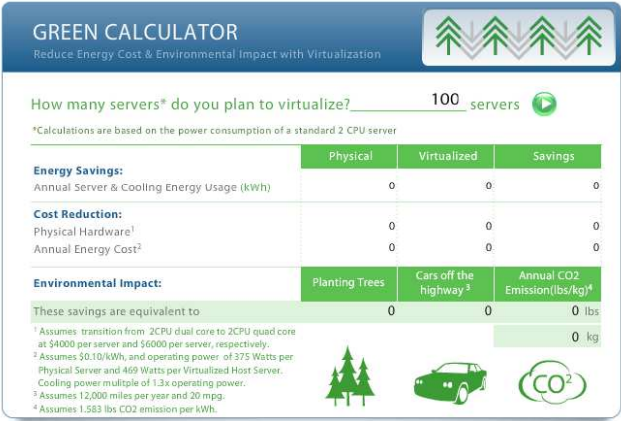 GREEN CALCULATOR
Reduce Energy Cost & Environmental Impact with Virtualization
How many servers* do you plan to virtualize? 100 servers
*Calculations are based on the power consumption of a standard 2 CPU server
Physical Virtualized Savings
Energy Savings:
Annual Server & Cooling Energy Usage (kWh) 0 0 0
Cost Reduction:
Physical Hardware¹ 0 0 0
Annual Energy Cost² 0 0 0
Environmental Impact: Planting Trees Cars off the highway ³ Annual CO2 Emission(lbs/kg)⁴
These savings are equivalent to 0 0 0 lbs
0 kg
¹ Assumes transition from 2CPU dual core to 2CPU quad core
at $4000 per server and $6000 per server, respectively.
² Assumes $0.10/kWh, and operating power of 375 Watts per
Physical Server and 469 Watts per Virtualized Host Server.
Cooling power mulitple of 1.3x operating power.
³ Assumes 12,000 miles per year and 20 mpg.
⁴ Assumes 1.583 lbs CO2 emission per kWh.
CO²